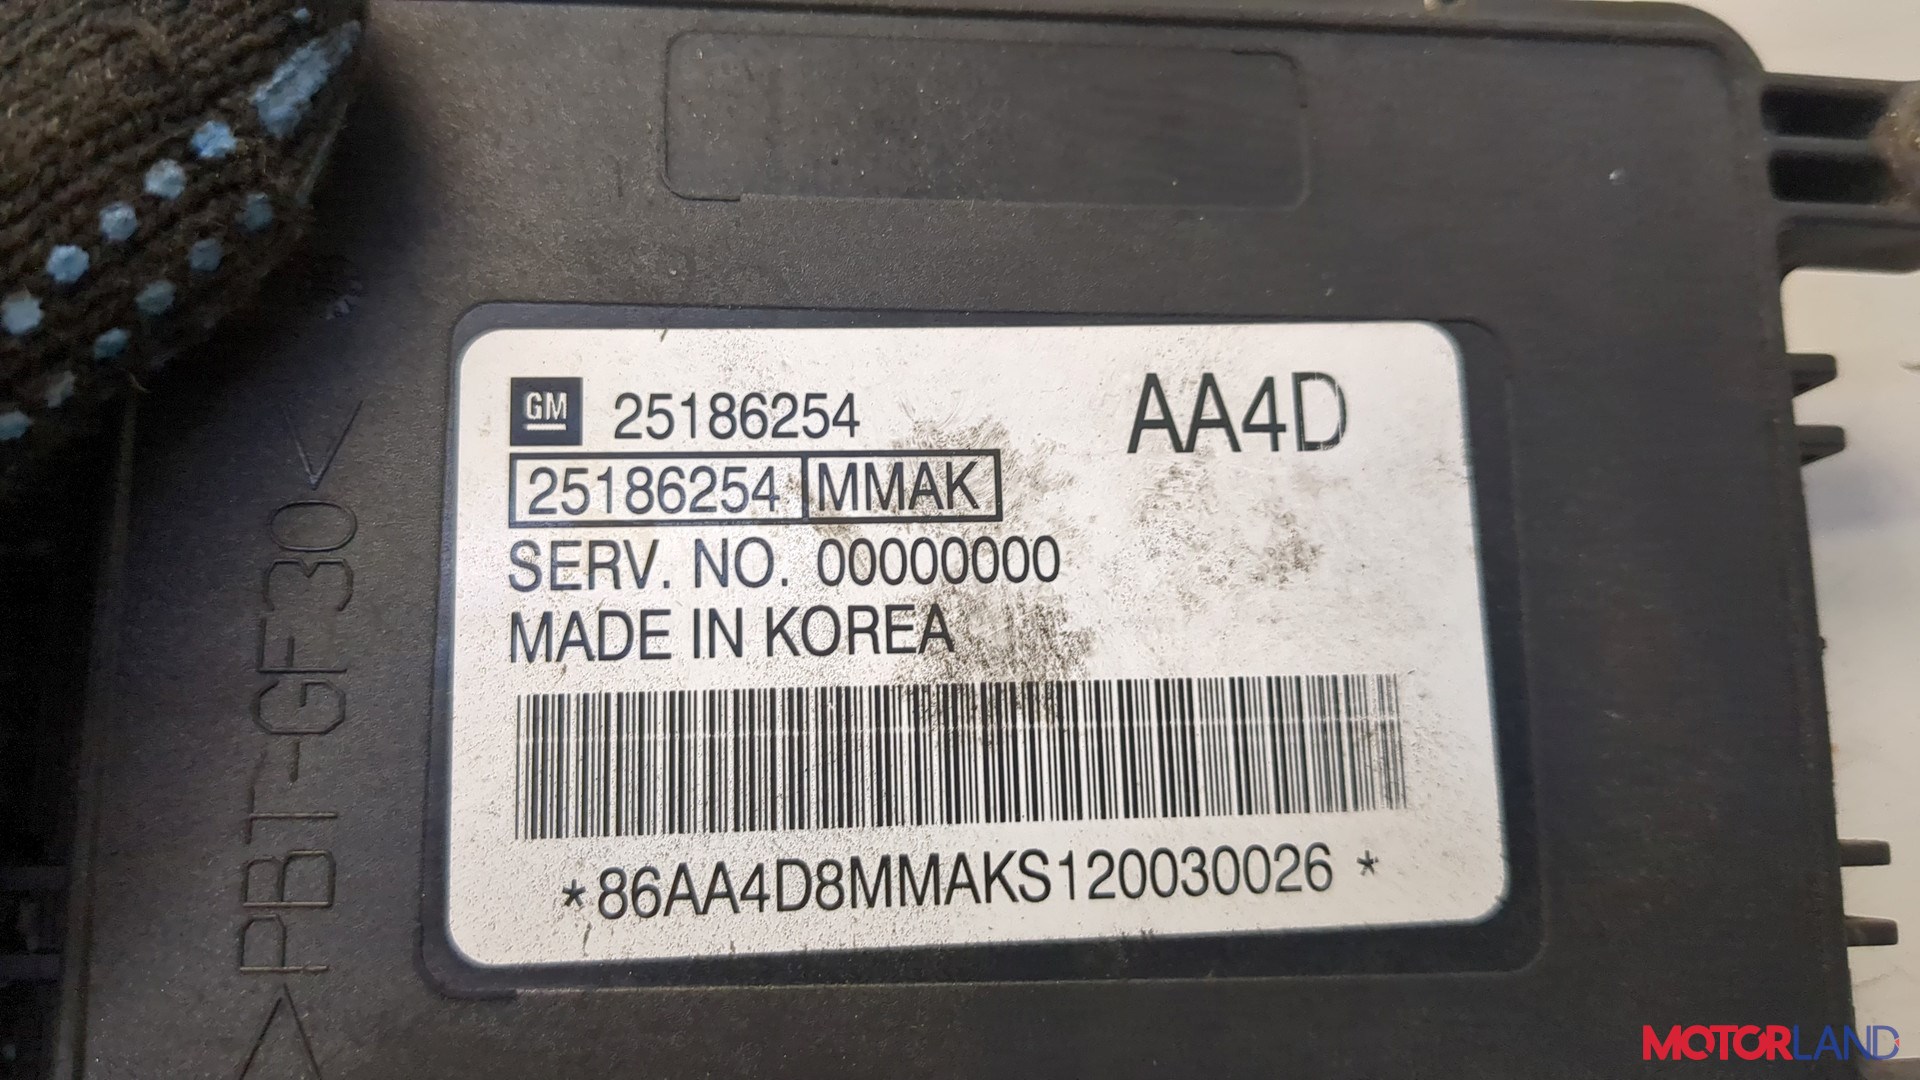 GM 25186254 AA4D
25186254 MMAK
SERV. NO. 00000000
MADE IN KOREA
*86AA4D8MMAKS120030026*
>PBT-GF30<
MOTORLAND